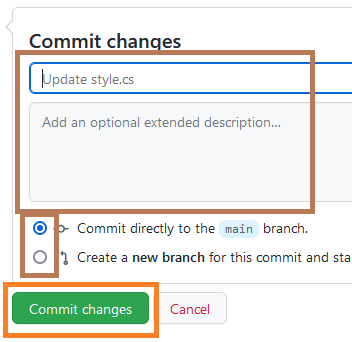 Commit changes
Update style.cs
Add an optional extended description...
Commit directly to the main branch.
Create a new branch for this commit and sta
Commit changes
Cancel